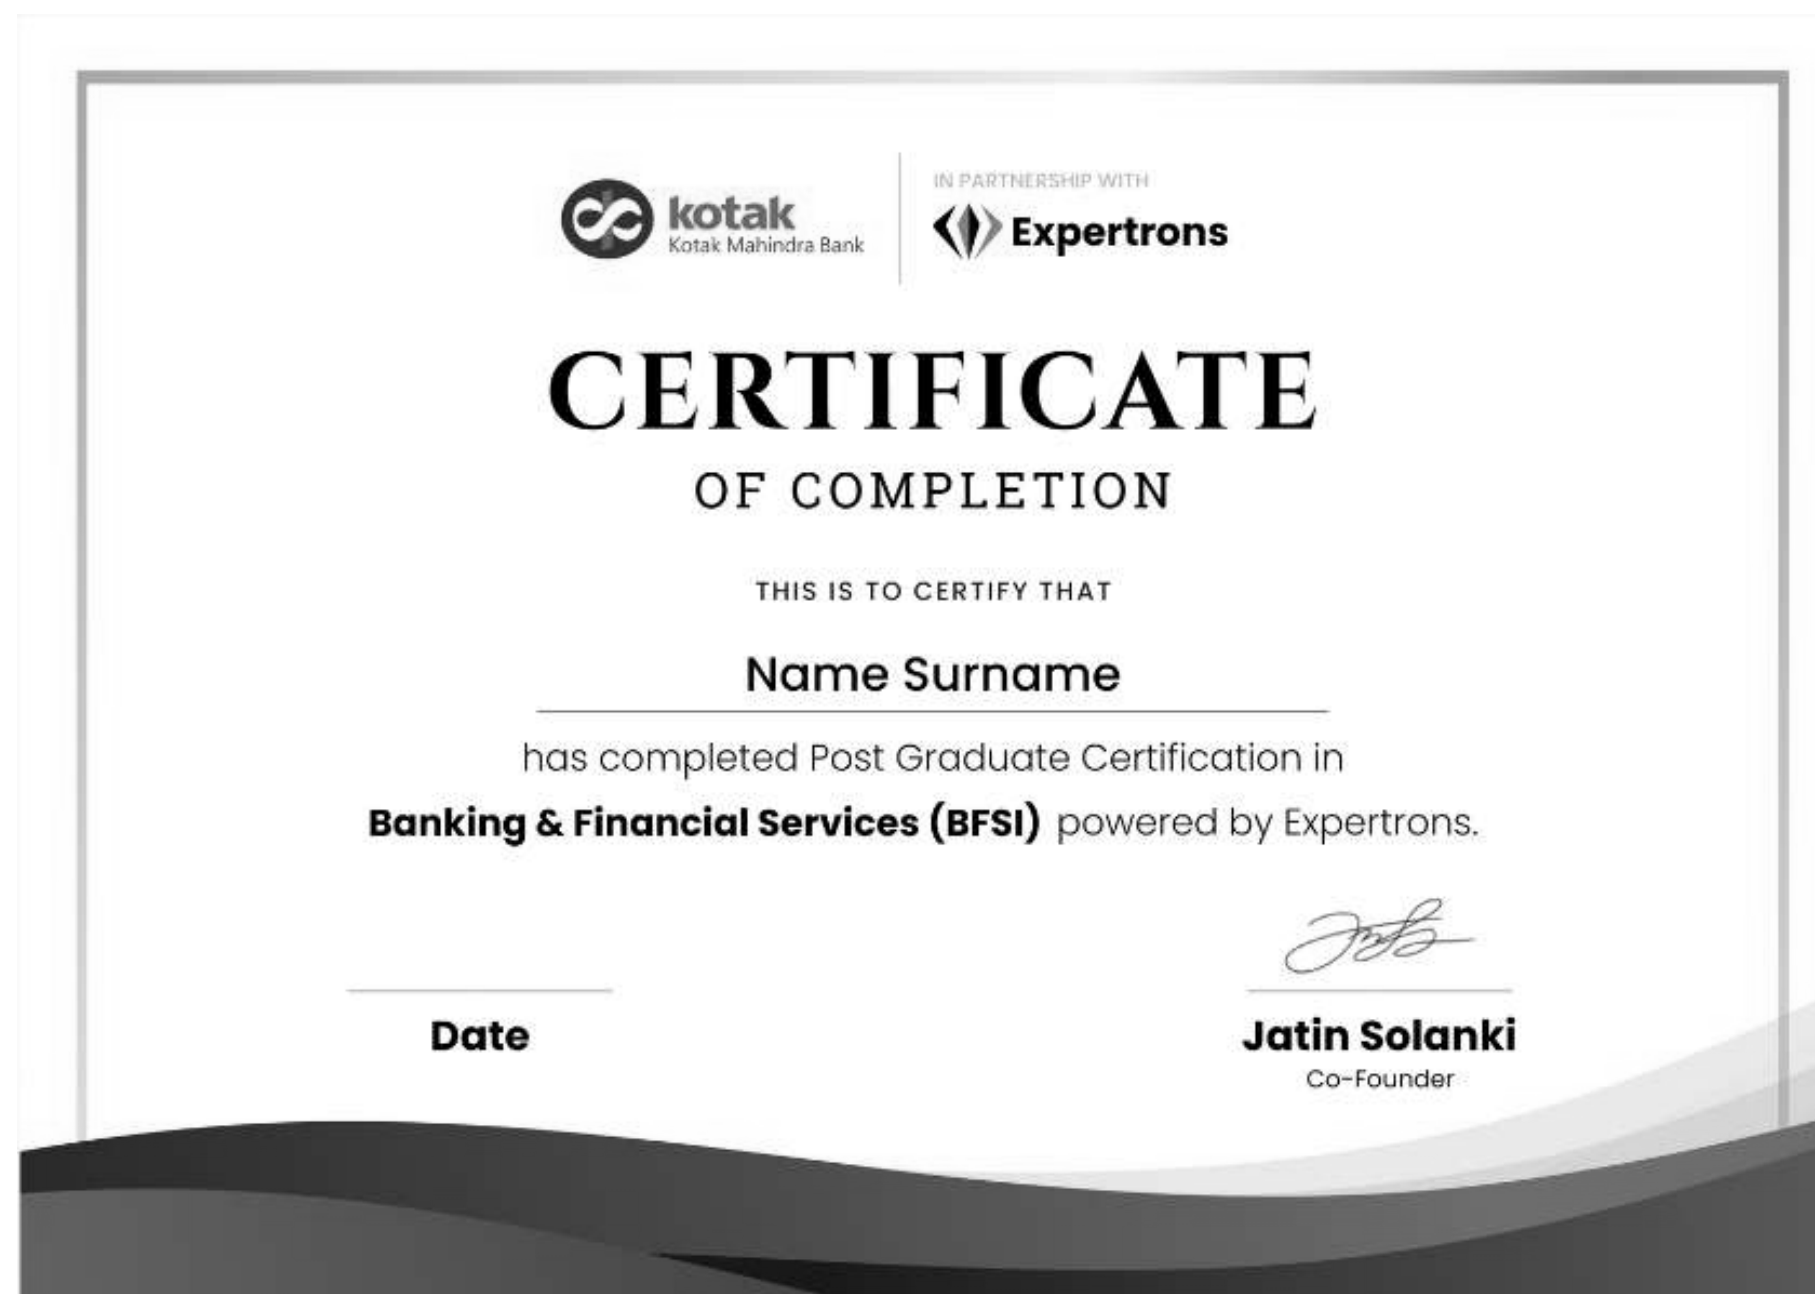 kotak
Kotak Mahindra Bank
IN PARTNERSHIP WITH
Expertrons
CERTIFICATE
OF COMPLETION
THIS IS TO CERTIFY THAT
Name Surname
has completed Post Graduate Certification in
Banking & Financial Services (BFSI) powered by Expertrons.
Date
Jatin Solanki
Co-Founder